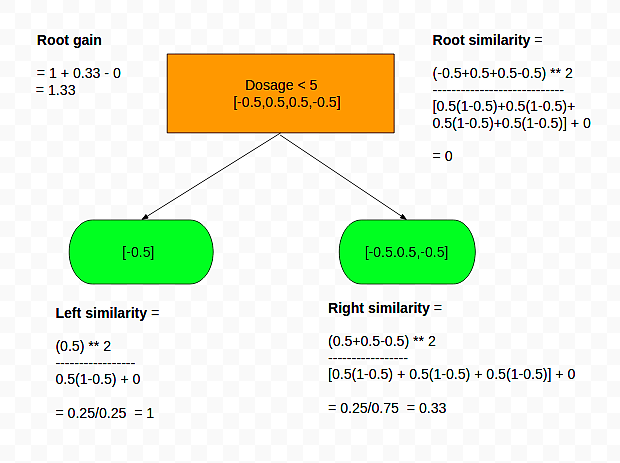 Root gain
= 1 + 0.33 - 0
= 1.33
Dosage < 5
[-0.5,0.5,0.5,-0.5]
Root similarity =
(-0.5+0.5+0.5-0.5) ** 2
----------------------------
[0.5(1-0.5)+0.5(1-0.5)+
0.5(1-0.5)+0.5(1-0.5)] + 0
= 0
[-0.5]
[-0.5.0.5,-0.5]
Left similarity =
(0.5) ** 2
-----------------
0.5(1-0.5) + 0
= 0.25/0.25 = 1
Right similarity =
(0.5+0.5-0.5) ** 2
-----------------
[0.5(1-0.5) + 0.5(1-0.5) + 0.5(1-0.5)] + 0
= 0.25/0.75 = 0.33